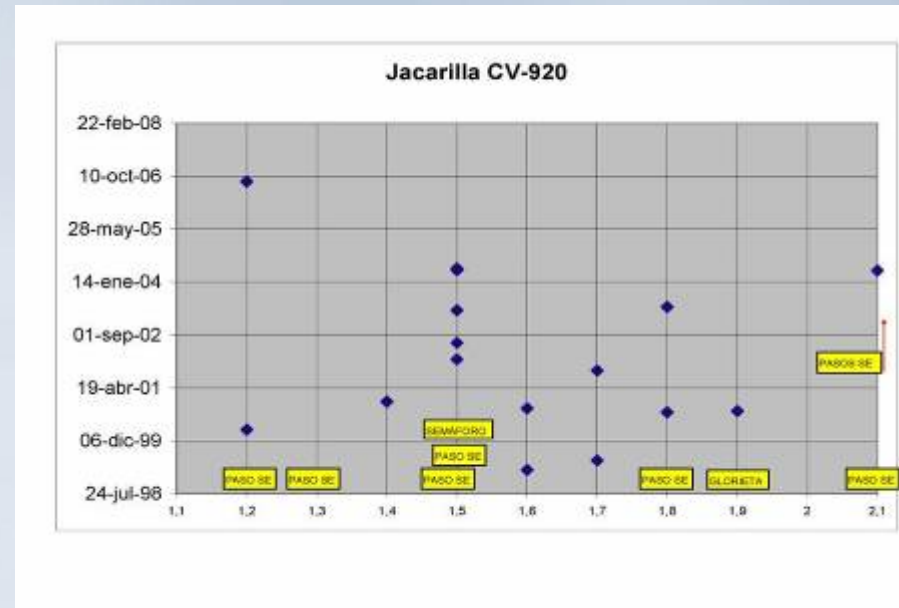 Jacarilla CV-920
22-feb-08
10-oct-06
28-may-05
14-ene-04
01-sep-02
19-abr-01
06-dic-99
24-jul-98
PASOS SE
SEMÁFORO
PASO SE
PASO SE
PASO SE
PASO SE
PASO SE
GLORIETA
PASO SE
1,1 1,2 1,3 1,4 1,5 1,6 1,7 1,8 1,9 2 2,1